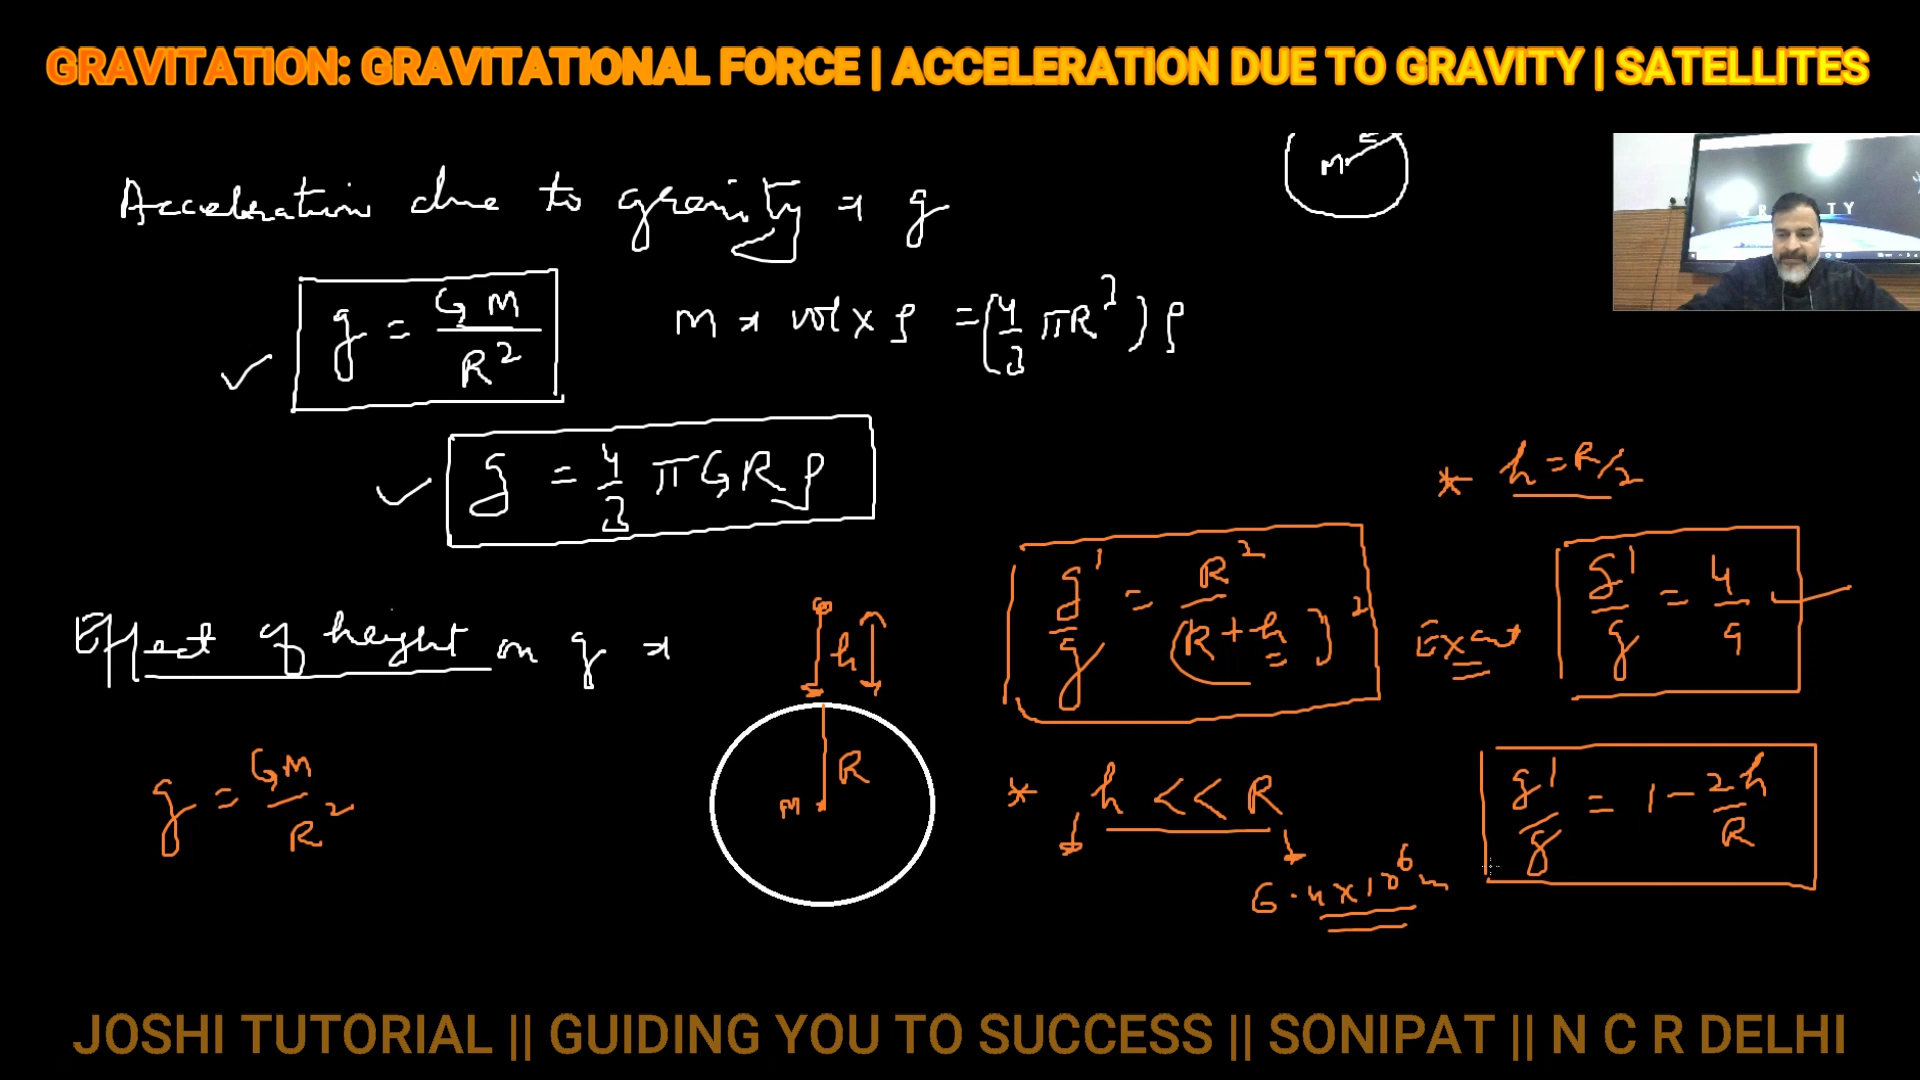 GRAVITATION: GRAVITATIONAL FORCE | ACCELERATION DUE TO GRAVITY | SATELLITES
M
Acceleration due to gravity → g
g = GM/R²
M → vol × ρ = (4/3 πR³) ρ
g = 4/3 π G R ρ
* h = R/2
g'/g = R²/(R+h)²
Exact
g'/g = 4/9
Effect of height on g →
h
R
M
g = GM/R²
* h << R
6.4×10⁶ m
g'/g = 1 - 2h/R
JOSHI TUTORIAL || GUIDING YOU TO SUCCESS || SONIPAT || N C R DELHI